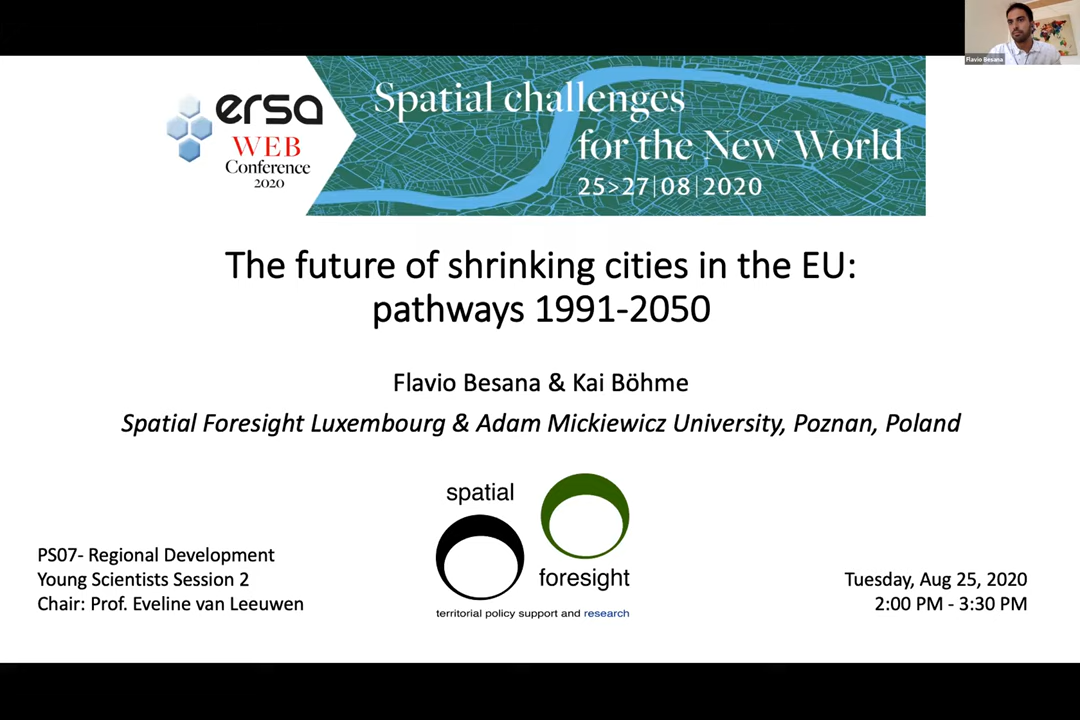 Flavio Besana
ersa
WEB
Conference
2020
Spatial challenges
for the New World
25>27|08|2020
The future of shrinking cities in the EU:
pathways 1991-2050
Flavio Besana & Kai Böhme
Spatial Foresight Luxembourg & Adam Mickiewicz University, Poznan, Poland
spatial
foresight
territorial policy support and research
PS07- Regional Development
Young Scientists Session 2
Chair: Prof. Eveline van Leeuwen
Tuesday, Aug 25, 2020
2:00 PM - 3:30 PM